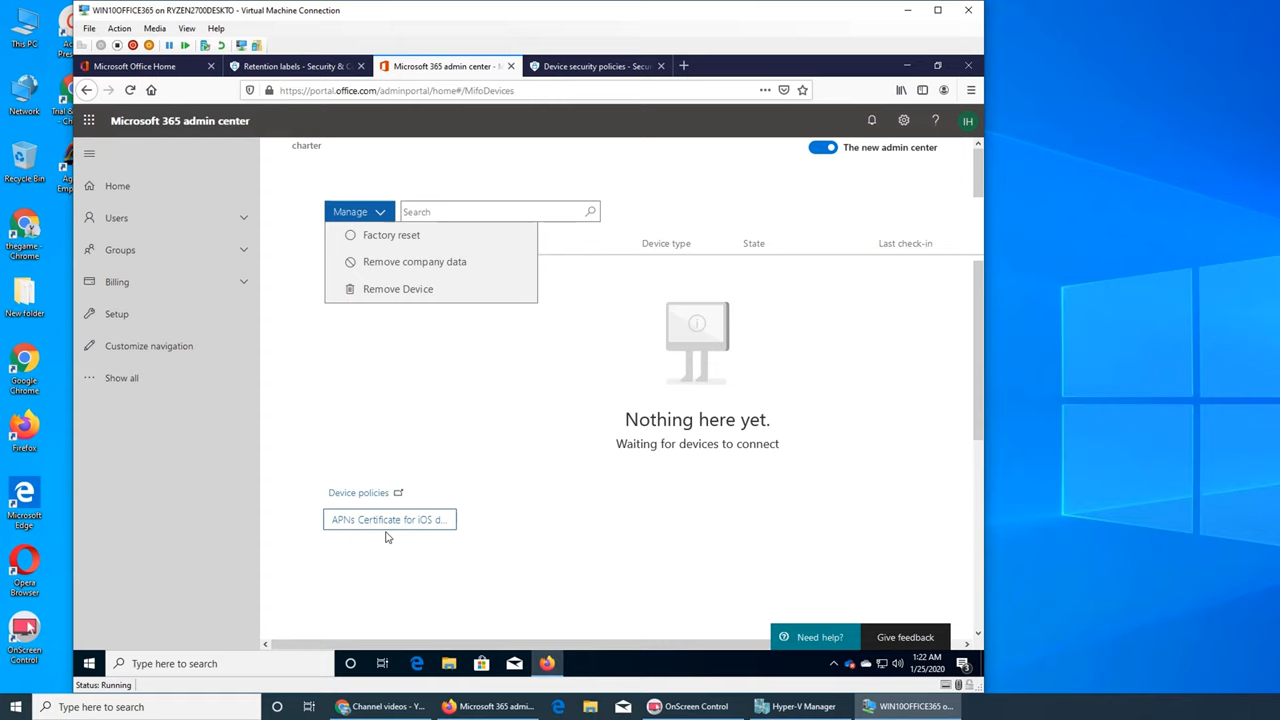 WIN10OFFICE365 on RYZEN2700DESKTO - Virtual Machine Connection
File Action Media View Help
Microsoft Office Home
Retention labels - Security & C
Microsoft 365 admin center - M
Device security policies - Secu
https://portal.office.com/adminportal/home#/MifoDevices
Microsoft 365 admin center
IH
charter
The new admin center
Home
Users
Groups
Billing
Setup
Customize navigation
Show all
Manage
Search
Factory reset
Remove company data
Remove Device
Device type State Last check-in
Nothing here yet.
Waiting for devices to connect
Device policies
APNs Certificate for iOS d...
Need help?
Give feedback
Type here to search
1:22 AM
1/25/2020
Status: Running
This PC
Network
Recycle Bin
thegame - Chrome
New folder
Google Chrome
Firefox
Microsoft Edge
Opera Browser
OnScreen Control
Type here to search
Channel videos - Y...
Microsoft 365 admi...
OnScreen Control
Hyper-V Manager
WIN10OFFICE365 o...